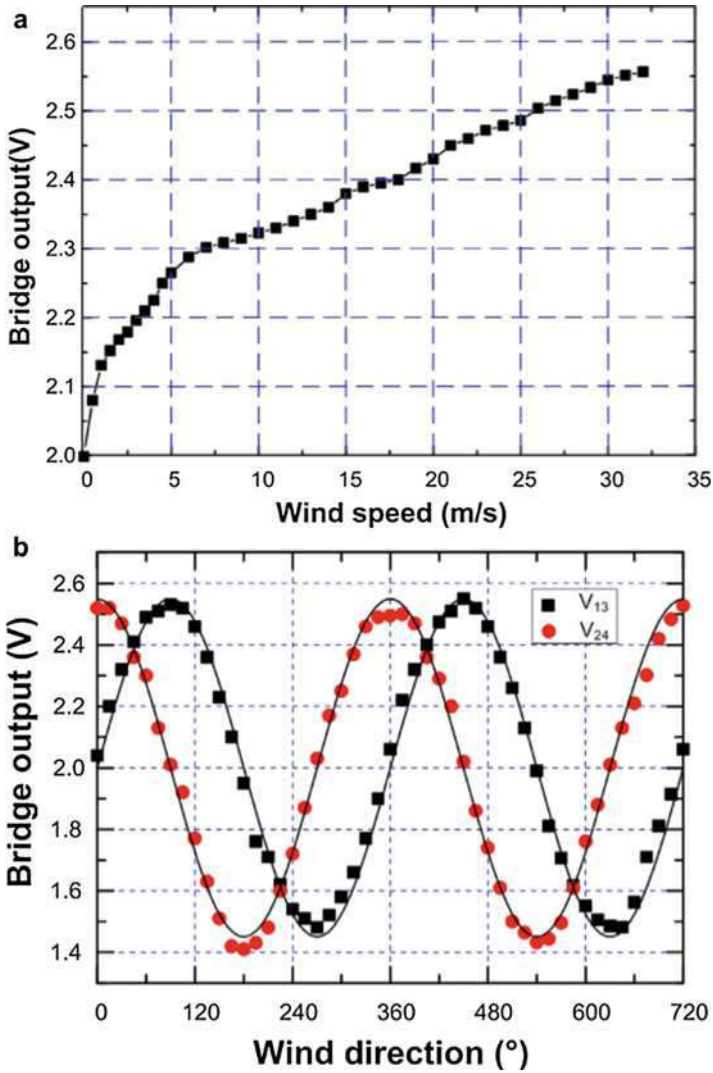 a
2.6
2.5
2.4
2.3
2.2
2.1
2.0
Bridge output(V)
0 5 10 15 20 25 30 35
Wind speed (m/s)
b
2.6
2.4
2.2
2.0
1.8
1.6
1.4
Bridge output (V)
V13
V24
0 120 240 360 480 600 720
Wind direction (°)